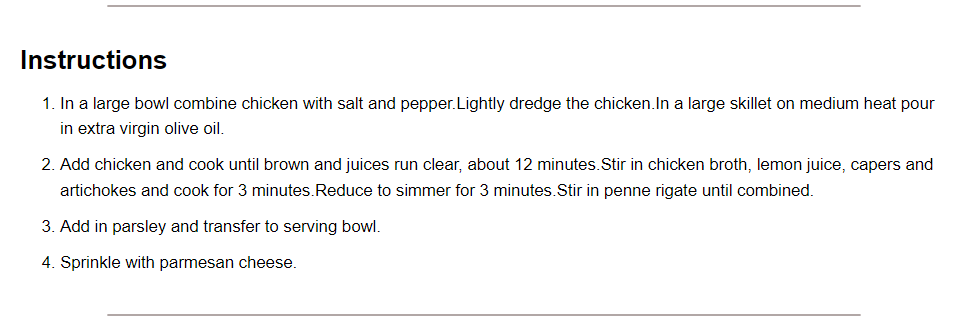 Instructions
1. In a large bowl combine chicken with salt and pepper.Lightly dredge the chicken.In a large skillet on medium heat pour
in extra virgin olive oil.
2. Add chicken and cook until brown and juices run clear, about 12 minutes.Stir in chicken broth, lemon juice, capers and
artichokes and cook for 3 minutes.Reduce to simmer for 3 minutes.Stir in penne rigate until combined.
3. Add in parsley and transfer to serving bowl.
4. Sprinkle with parmesan cheese.